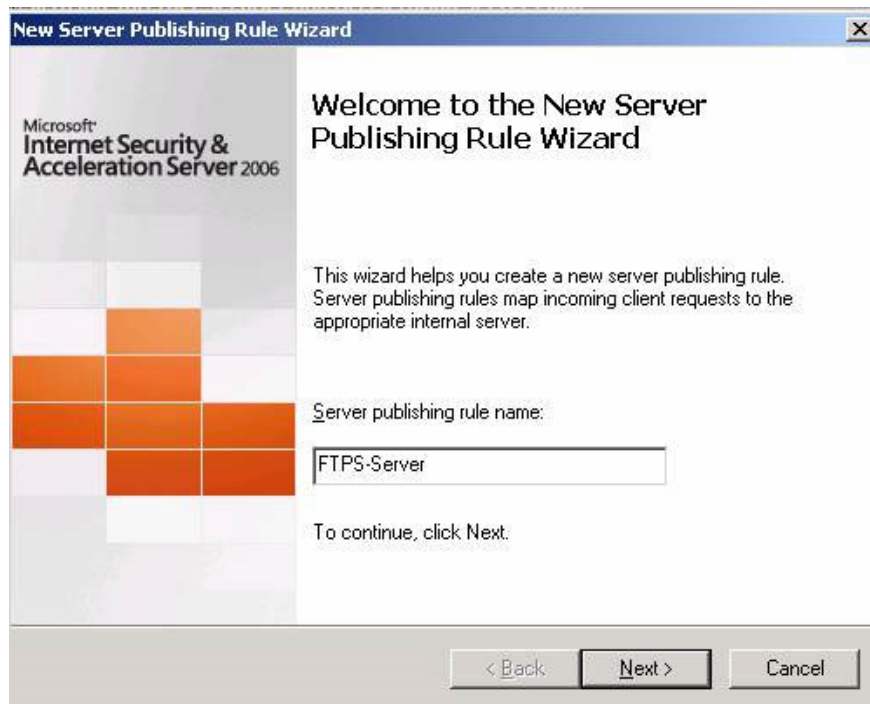 New Server Publishing Rule Wizard
Microsoft
Internet Security &
Acceleration Server 2006
Welcome to the New Server
Publishing Rule Wizard
This wizard helps you create a new server publishing rule.
Server publishing rules map incoming client requests to the
appropriate internal server.
Server publishing rule name:
FTPS-Server
To continue, click Next.
< Back
Next >
Cancel